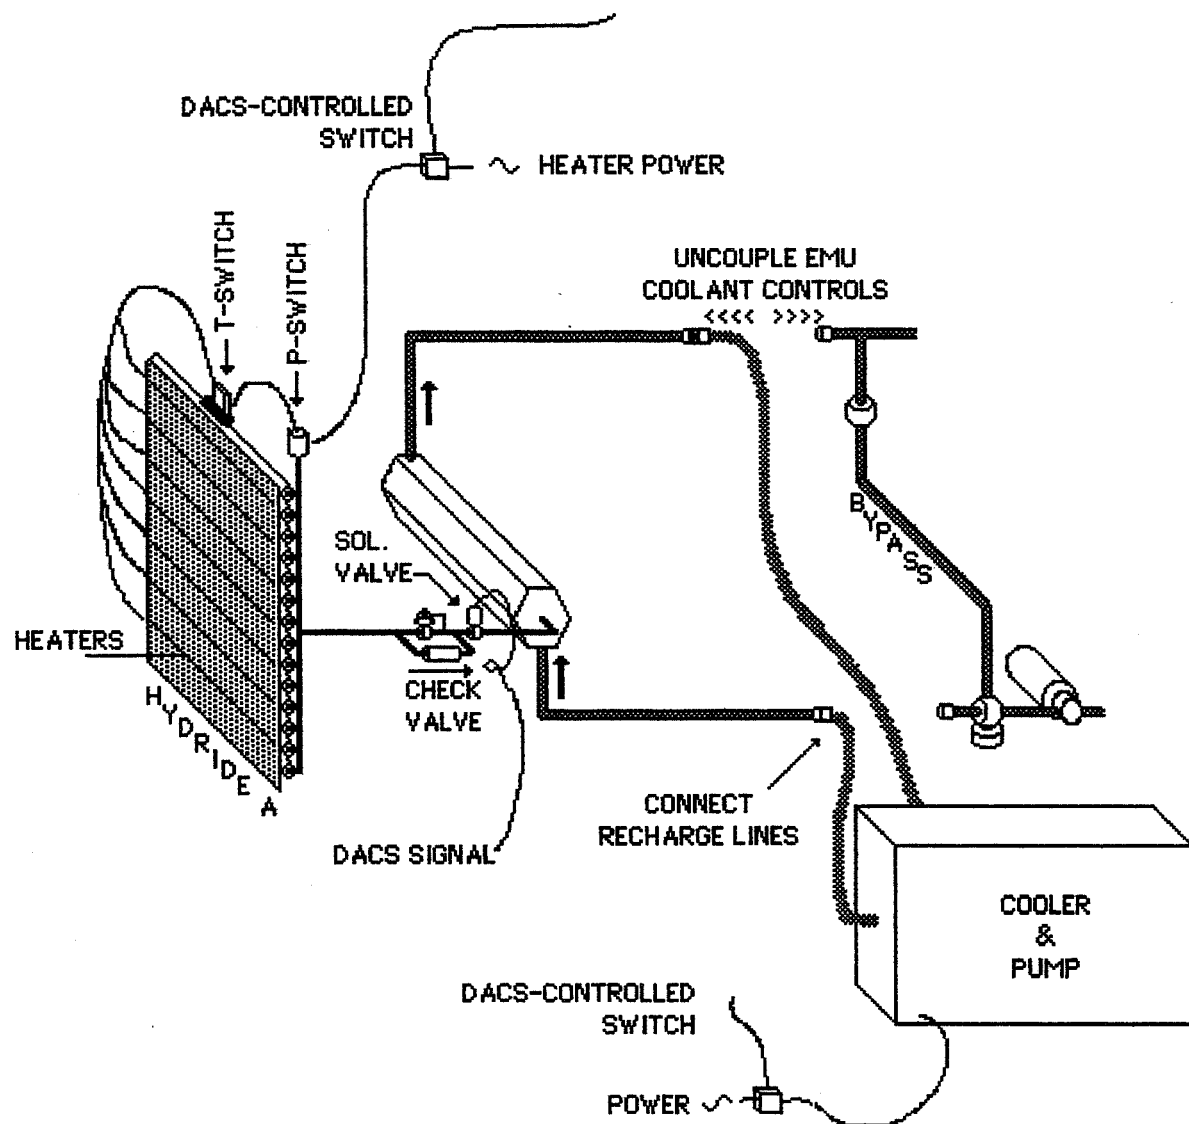 DACS-CONTROLLED
SWITCH
HEATER POWER
T-SWITCH
P-SWITCH
UNCOUPLE EMU
COOLANT CONTROLS
<<<< >>>>
BYPASS
SOL.
VALVE
HEATERS
CHECK
VALVE
HYDRIDE A
DACS SIGNAL
CONNECT
RECHARGE LINES
COOLER
&
PUMP
DACS-CONTROLLED
SWITCH
POWER